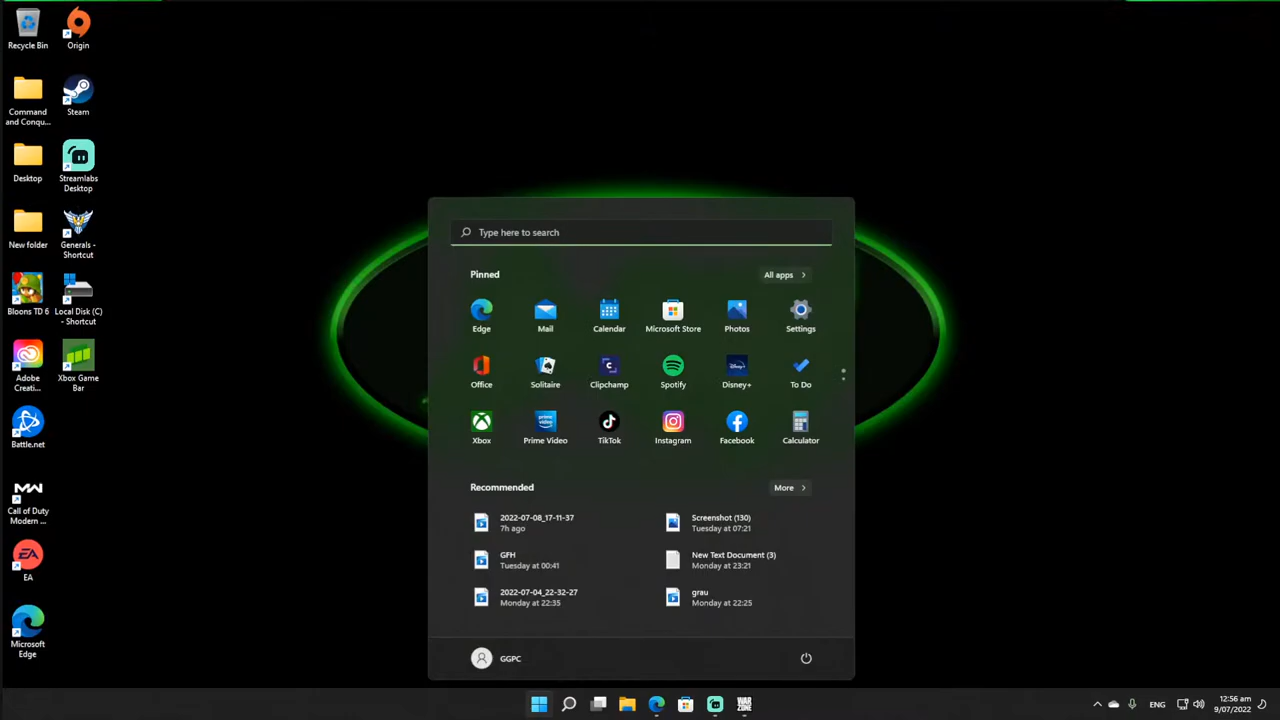 Recycle Bin
Origin
Command
and Conqu...
Steam
Desktop
Streamlabs
Desktop
New folder
Generals -
Shortcut
Bloons TD 6
Local Disk (C)
- Shortcut
Adobe
Creati...
Xbox Game
Bar
Battle.net
Call of Duty
Modern ...
EA
Microsoft
Edge
Type here to search
Pinned
All apps
Edge
Mail
Calendar
Microsoft Store
Photos
Settings
Office
Solitaire
Clipchamp
Spotify
Disney+
To Do
Xbox
prime
video
Prime Video
TikTok
Instagram
Facebook
Calculator
Recommended
More
2022-07-08_17-11-37
7h ago
Screenshot (130)
Tuesday at 07:21
GFH
Tuesday at 00:41
New Text Document (3)
Monday at 23:21
2022-07-04_22-32-27
Monday at 22:35
grau
Monday at 22:25
GGPC
WAR
ZONE
ENG
12:56 am
9/07/2022